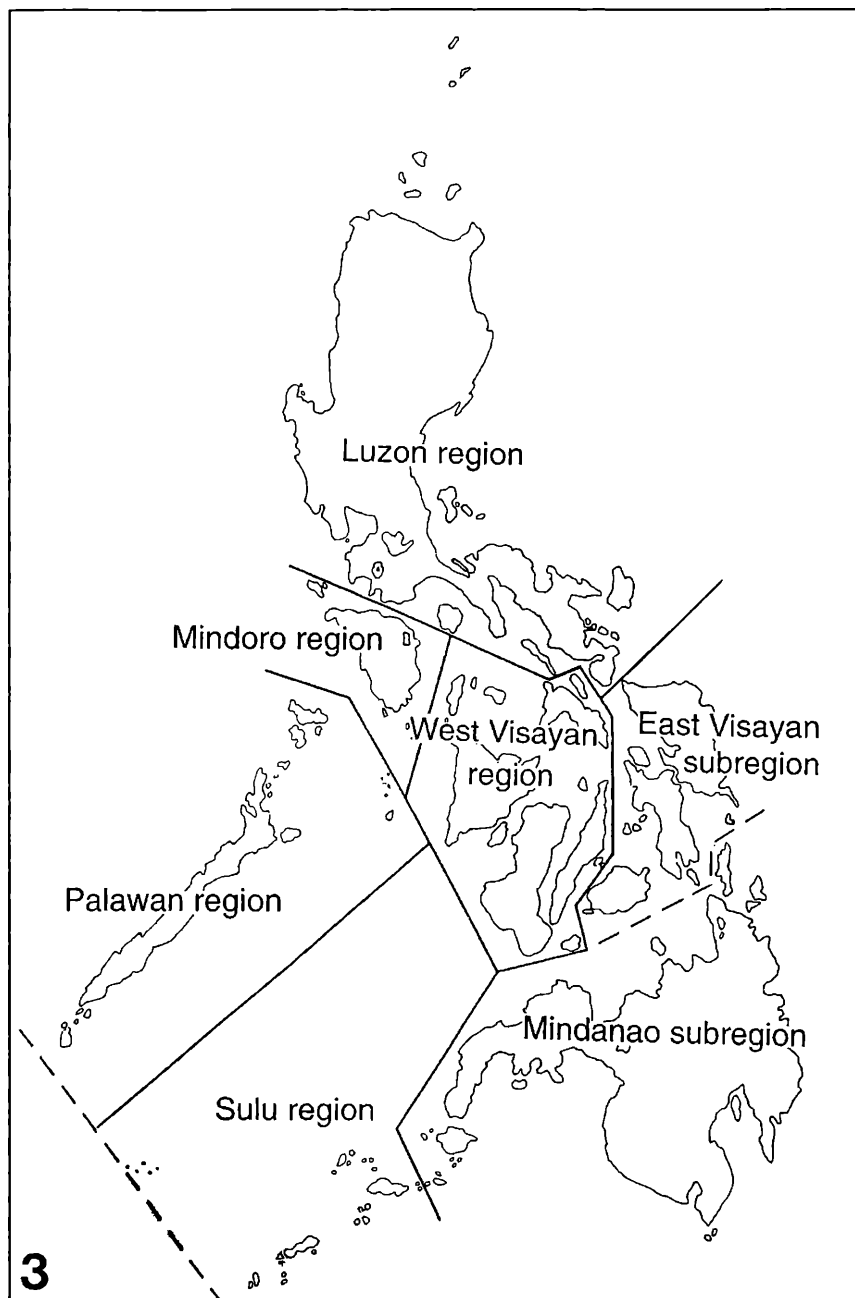 Luzon region
Mindoro region
West Visayan
region
East Visayan
subregion
Palawan region
Mindanao subregion
Sulu region
3